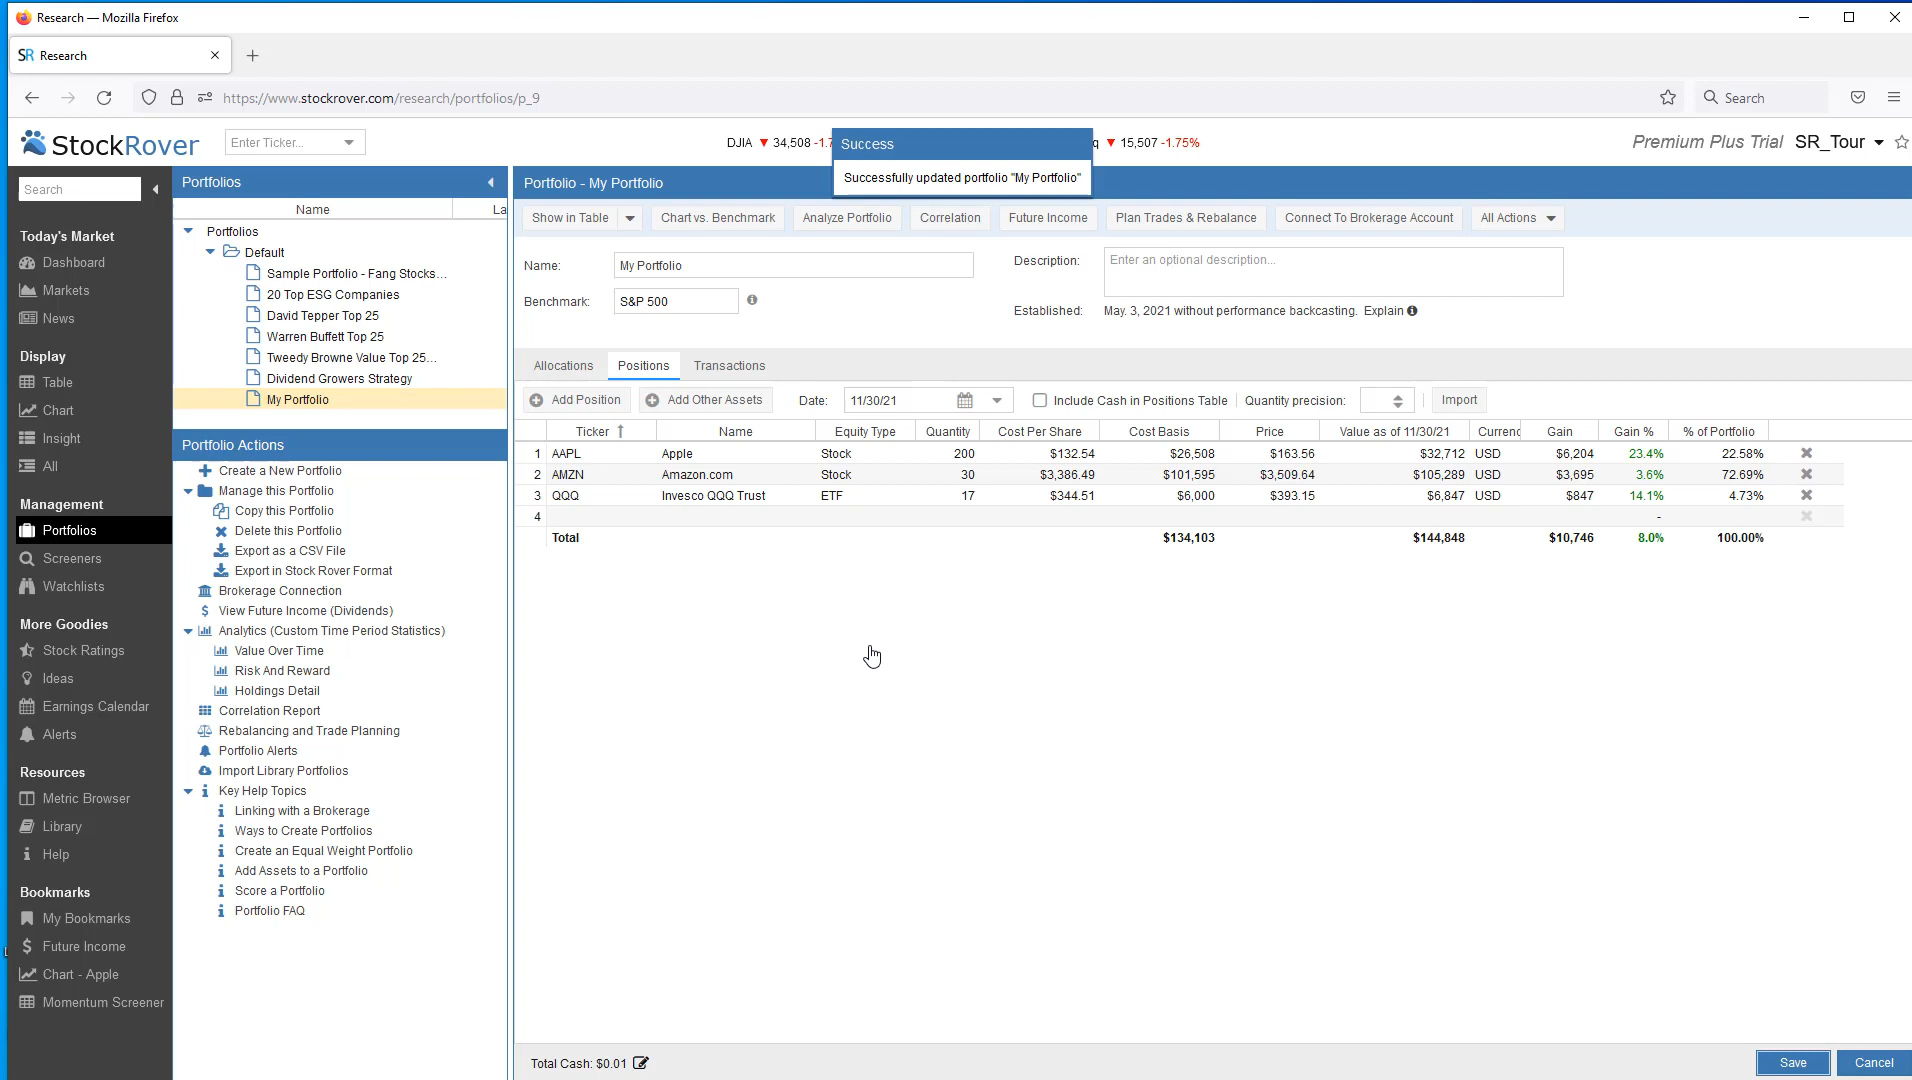 Research — Mozilla Firefox
SR Research
https://www.stockrover.com/research/portfolios/p_9
Search
StockRover
Enter Ticker...
DJIA ▼ 34,508 -1.7
q ▼ 15,507 -1.75%
Premium Plus Trial SR_Tour
Success
Successfully updated portfolio "My Portfolio"
Search
Today's Market
Dashboard
Markets
News
Display
Table
Chart
Insight
All
Management
Portfolios
Screeners
Watchlists
More Goodies
Stock Ratings
Ideas
Earnings Calendar
Alerts
Resources
Metric Browser
Library
Help
Bookmarks
My Bookmarks
Future Income
Chart - Apple
Momentum Screener
Portfolios
Name La
Portfolios
Default
Sample Portfolio - Fang Stocks...
20 Top ESG Companies
David Tepper Top 25
Warren Buffett Top 25
Tweedy Browne Value Top 25...
Dividend Growers Strategy
My Portfolio
Portfolio Actions
Create a New Portfolio
Manage this Portfolio
Copy this Portfolio
Delete this Portfolio
Export as a CSV File
Export in Stock Rover Format
Brokerage Connection
View Future Income (Dividends)
Analytics (Custom Time Period Statistics)
Value Over Time
Risk And Reward
Holdings Detail
Correlation Report
Rebalancing and Trade Planning
Portfolio Alerts
Import Library Portfolios
Key Help Topics
Linking with a Brokerage
Ways to Create Portfolios
Create an Equal Weight Portfolio
Add Assets to a Portfolio
Score a Portfolio
Portfolio FAQ
Portfolio - My Portfolio
Show in Table Chart vs. Benchmark Analyze Portfolio Correlation Future Income Plan Trades & Rebalance Connect To Brokerage Account All Actions
Name: My Portfolio
Benchmark: S&P 500
Description: Enter an optional description...
Established: May. 3, 2021 without performance backcasting. Explain
Allocations Positions Transactions
Add Position Add Other Assets Date: 11/30/21 Include Cash in Positions Table Quantity precision: Import
Ticker Name Equity Type Quantity Cost Per Share Cost Basis Price Value as of 11/30/21 Currenc Gain Gain % % of Portfolio
1 AAPL Apple Stock 200 $132.54 $26,508 $163.56 $32,712 USD $6,204 23.4% 22.58%
2 AMZN Amazon.com Stock 30 $3,386.49 $101,595 $3,509.64 $105,289 USD $3,695 3.6% 72.69%
3 QQQ Invesco QQQ Trust ETF 17 $344.51 $6,000 $393.15 $6,847 USD $847 14.1% 4.73%
4 -
Total $134,103 $144,848 $10,746 8.0% 100.00%
Total Cash: $0.01
Save Cancel